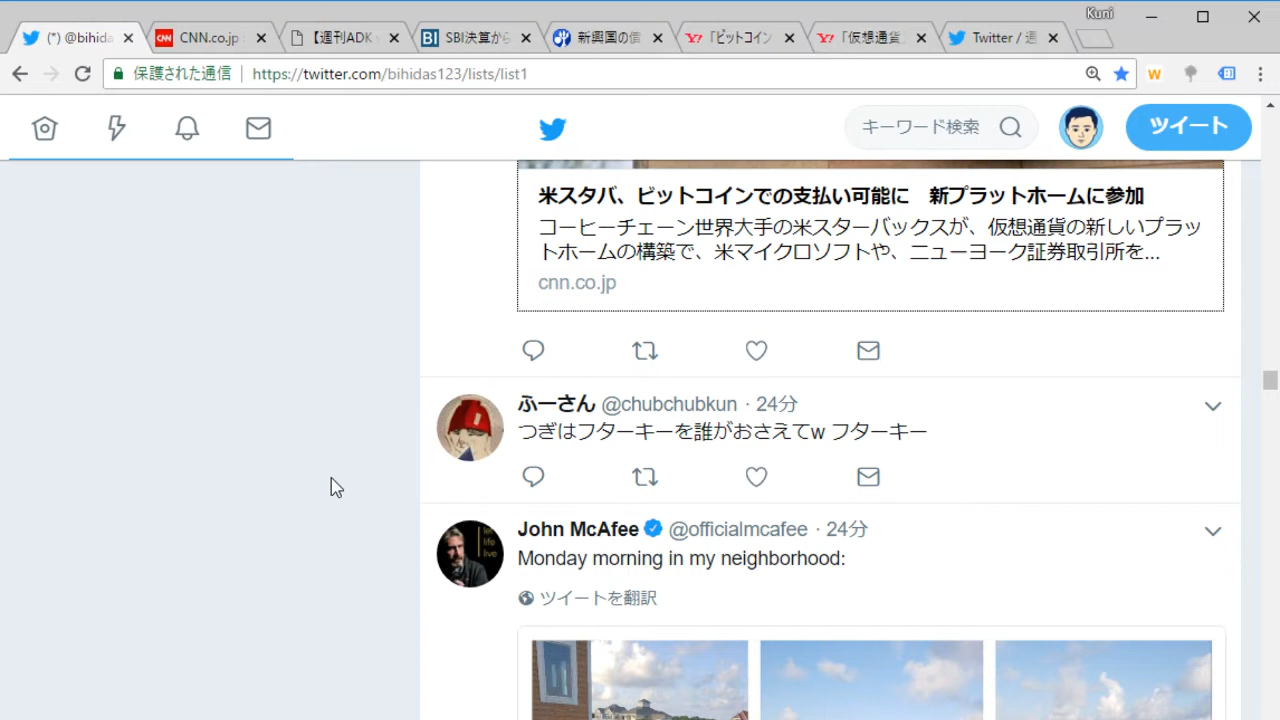 Kuni
(*) @bihida
CNN.co.jp
【週刊ADK
SBI決算から
新興国の借
「ビットコイン
「仮想通貨
Twitter / 通
保護された通信
https://twitter.com/bihidas123/lists/list1
キーワード検索
ツイート
米スタバ、ビットコインでの支払い可能に 新プラットホームに参加
コーヒーチェーン世界大手の米スターバックスが、仮想通貨の新しいプラッ
トホームの構築で、米マイクロソフトや、ニューヨーク証券取引所を...
cnn.co.jp
ふーさん @chubchubkun · 24分
つぎはフターキーを誰がおさえてw フターキー
John McAfee @officialmcafee · 24分
Monday morning in my neighborhood:
ツイートを翻訳